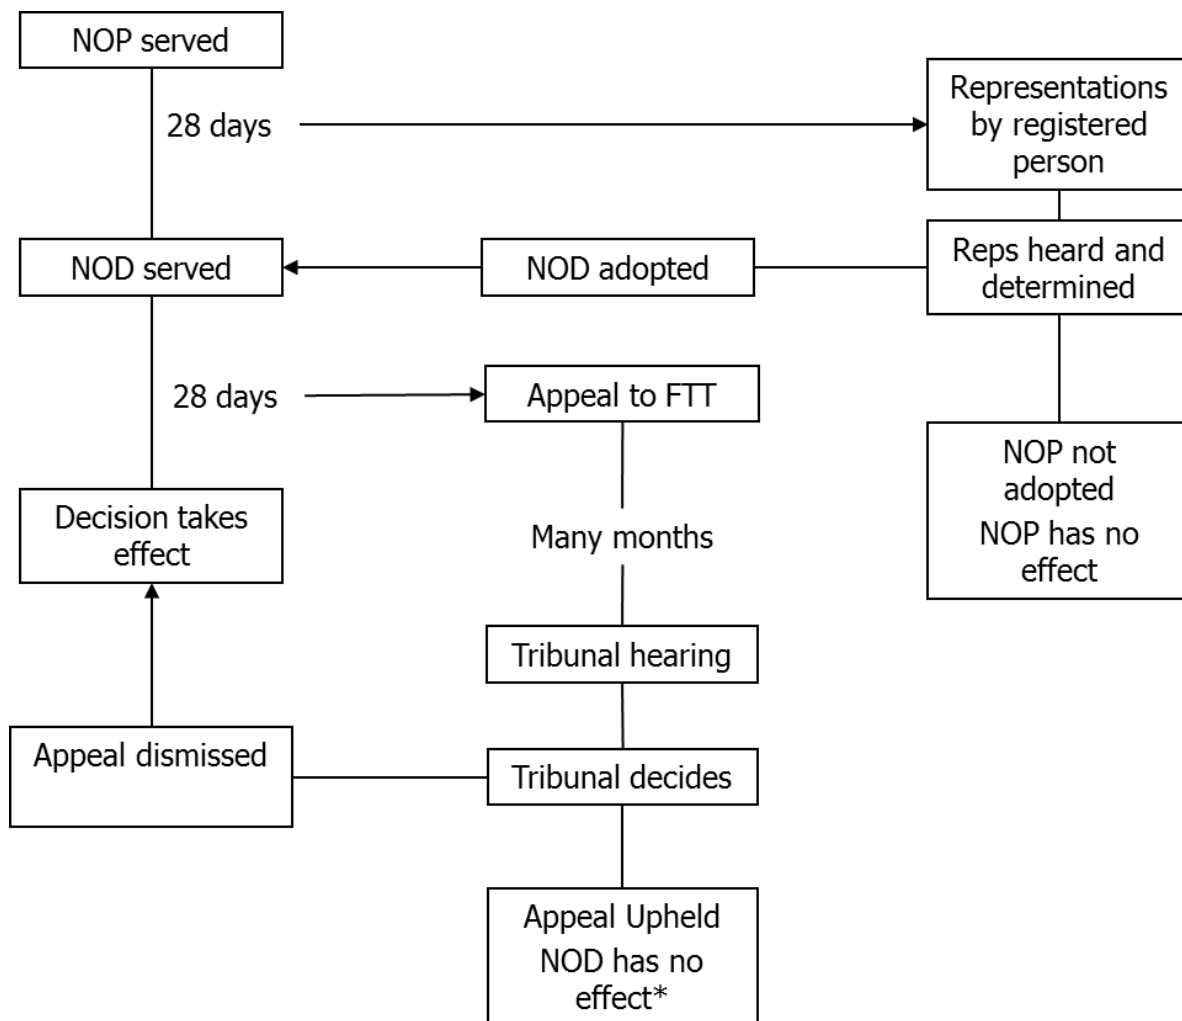 NOP served
28 days
Representations
by registered
person
NOD served
NOD adopted
Reps heard and
determined
28 days
Appeal to FTT
NOP not
adopted
NOP has no
effect
Decision takes
effect
Many months
Tribunal hearing
Appeal dismissed
Tribunal decides
Appeal Upheld
NOD has no
effect*